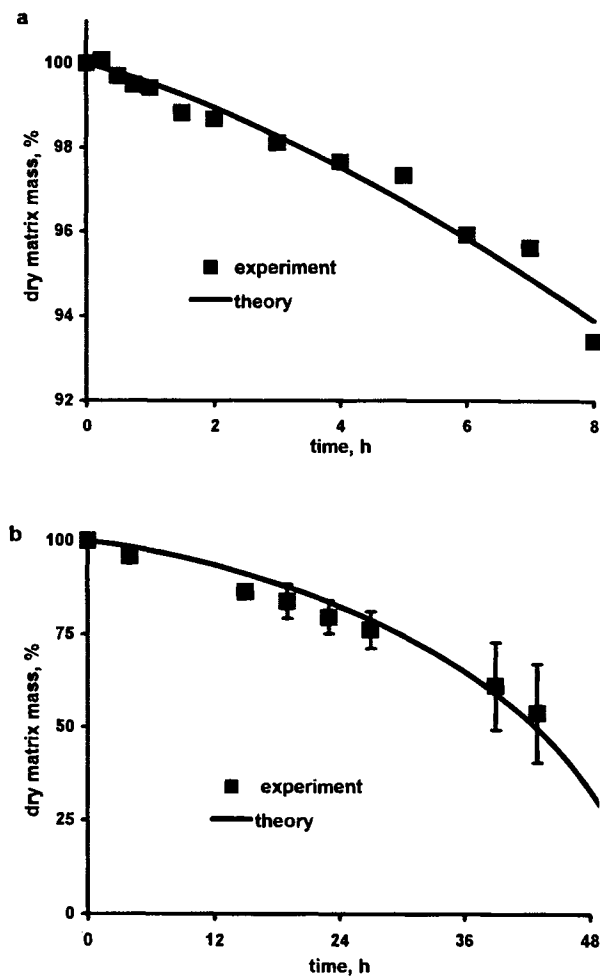 a
100
98
96
94
92
dry matrix mass, %
experiment
theory
0 2 4 6 8
time, h
b
100
75
50
25
0
dry matrix mass, %
experiment
theory
0 12 24 36 48
time, h